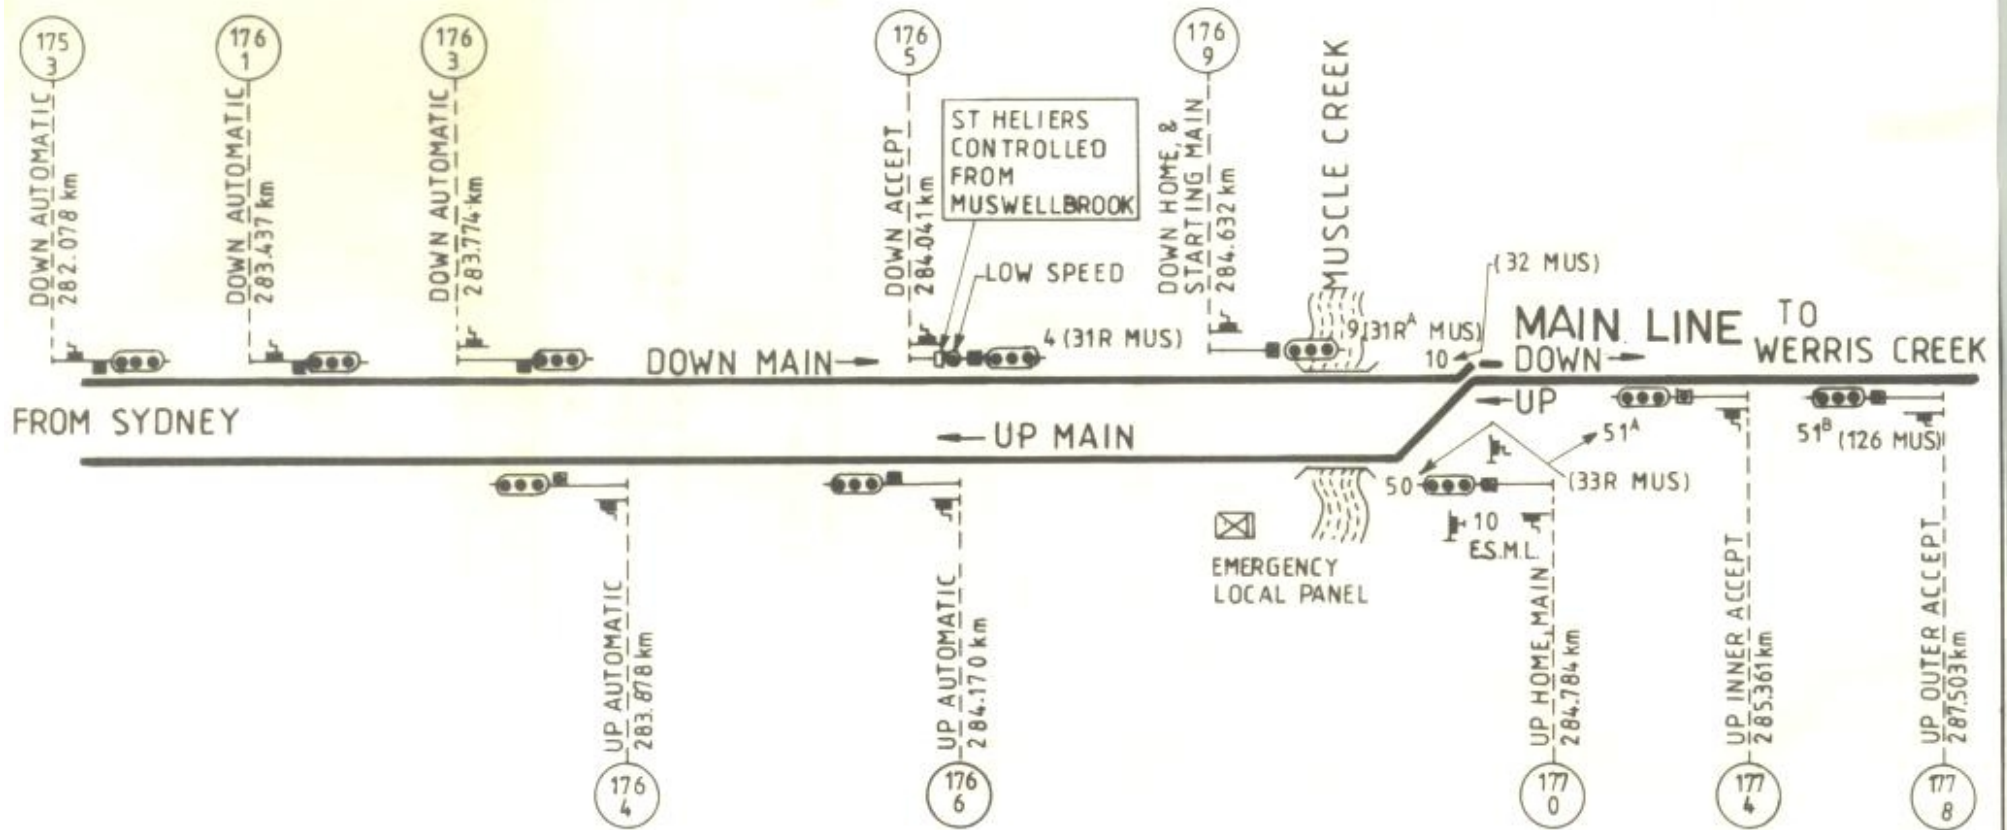 175
3
176
1
176
3
176
5
176
9
DOWN AUTOMATIC
282.078 km
DOWN AUTOMATIC
283.437 km
DOWN AUTOMATIC
283.774 km
DOWN ACCEPT
284.041 km
ST HELIERS
CONTROLLED
FROM
MUSWELLBROOK
LOW SPEED
4 (31R MUS)
DOWN HOME, &
STARTING MAIN
284.632 km
MUSCLE CREEK
9 (31RA MUS)
10
(32 MUS)
MAIN LINE TO
WERRIS CREEK
DOWN MAIN
DOWN
UP
FROM SYDNEY
UP MAIN
51A
51B (126 MUS)
50
(33R MUS)
10
E.S.M.L.
EMERGENCY
LOCAL PANEL
UP AUTOMATIC
283.878 km
UP AUTOMATIC
284.170 km
UP HOME, MAIN
284.784 km
UP INNER ACCEPT
285.361 km
UP OUTER ACCEPT
287.503 km
176
4
176
6
177
0
177
4
177
8